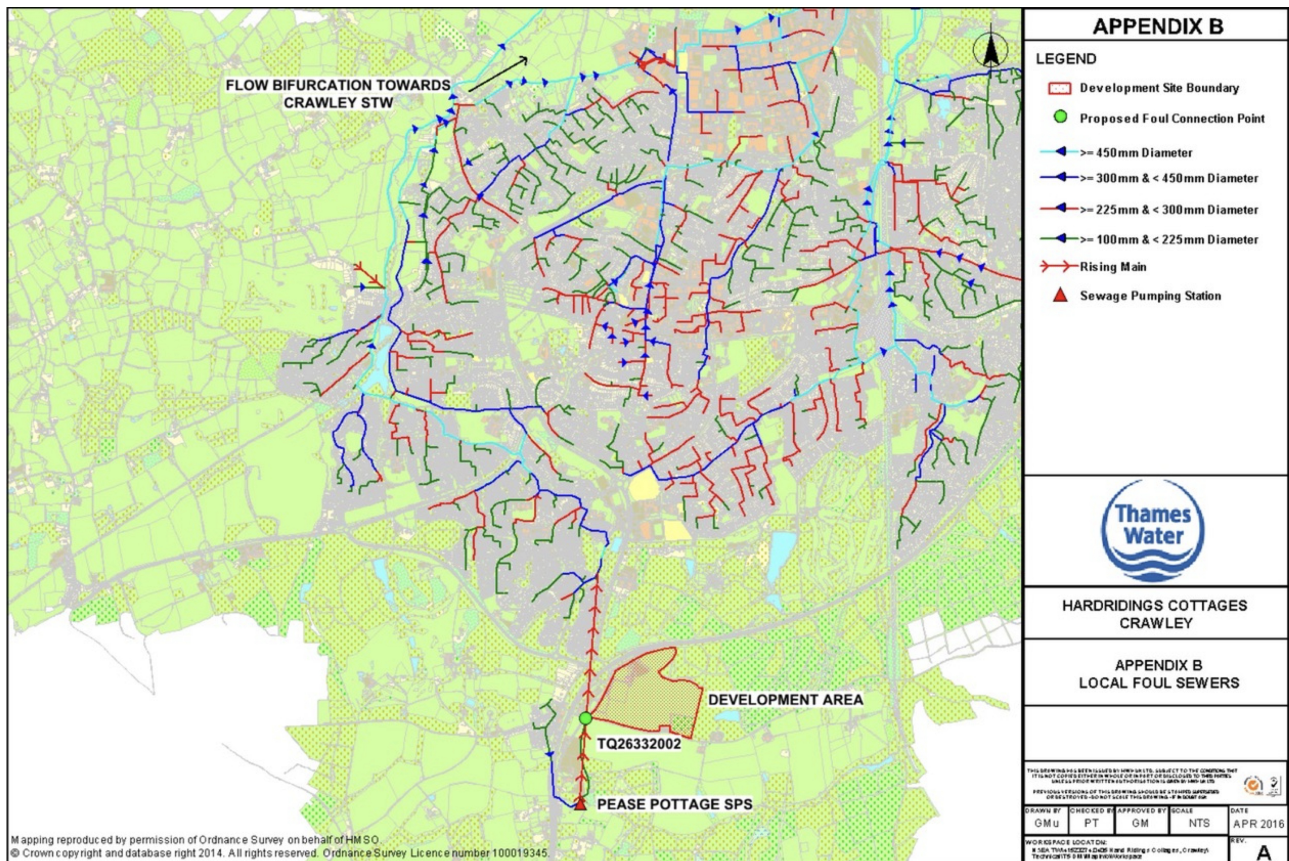 FLOW BIFURCATION TOWARDS
CRAWLEY STW
DEVELOPMENT AREA
TQ26332002
PEASE POTTAGE SPS
Mapping reproduced by permission of Ordnance Survey on behalf of HMSO.
© Crown copyright and database right 2014. All rights reserved. Ordnance Survey Licence number 100019345.
APPENDIX B
LEGEND
Development Site Boundary
Proposed Foul Connection Point
>= 450mm Diameter
>= 300mm & < 450mm Diameter
>= 225mm & < 300mm Diameter
>= 100mm & < 225mm Diameter
Rising Main
Sewage Pumping Station
Thames
Water
HARDRIDINGS COTTAGES
CRAWLEY
APPENDIX B
LOCAL FOUL SEWERS
DRAWN BY CHECKED BY APPROVED BY SCALE DATE
GMu PT GM NTS APR 2016
WORKSPACE LOCATION:
REV.
A